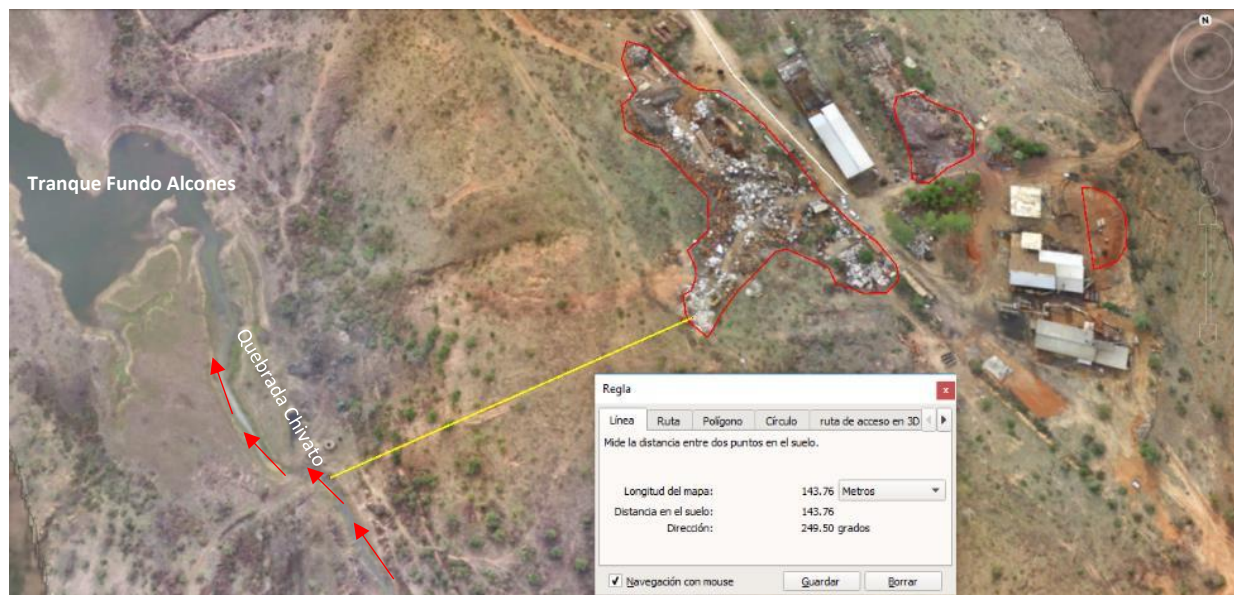 N
Tranque Fundo Alcones
Quebrada Chivato
Regla
x
Línea Ruta Polígono Círculo ruta de acceso en 3D
Mide la distancia entre dos puntos en el suelo.
Longitud del mapa: 143.76 Metros
Distancia en el suelo: 143.76
Dirección: 249.50 grados
Navegación con mouse Guardar Borrar